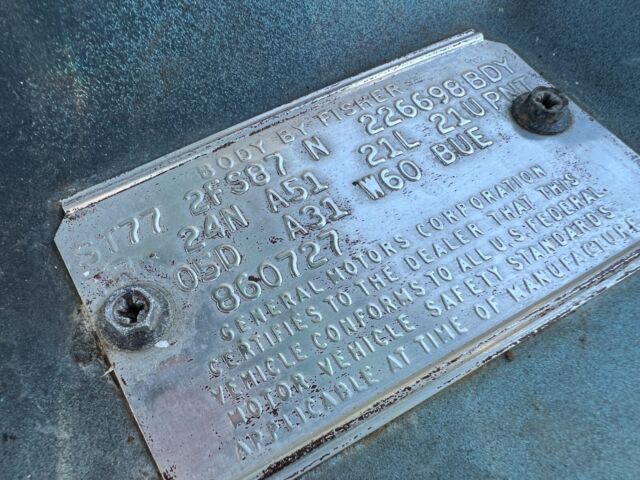 BODY BY FISHER
ST77 2FS87 N 226698 BDY
24N A51 21L 21U PNT
05D A31 W60 BUE
860727
GENERAL MOTORS CORPORATION
CERTIFIES TO THE DEALER THAT THIS
VEHICLE CONFORMS TO ALL U.S. FEDERAL
MOTOR VEHICLE SAFETY STANDARDS
APPLICABLE AT TIME OF MANUFACTURE